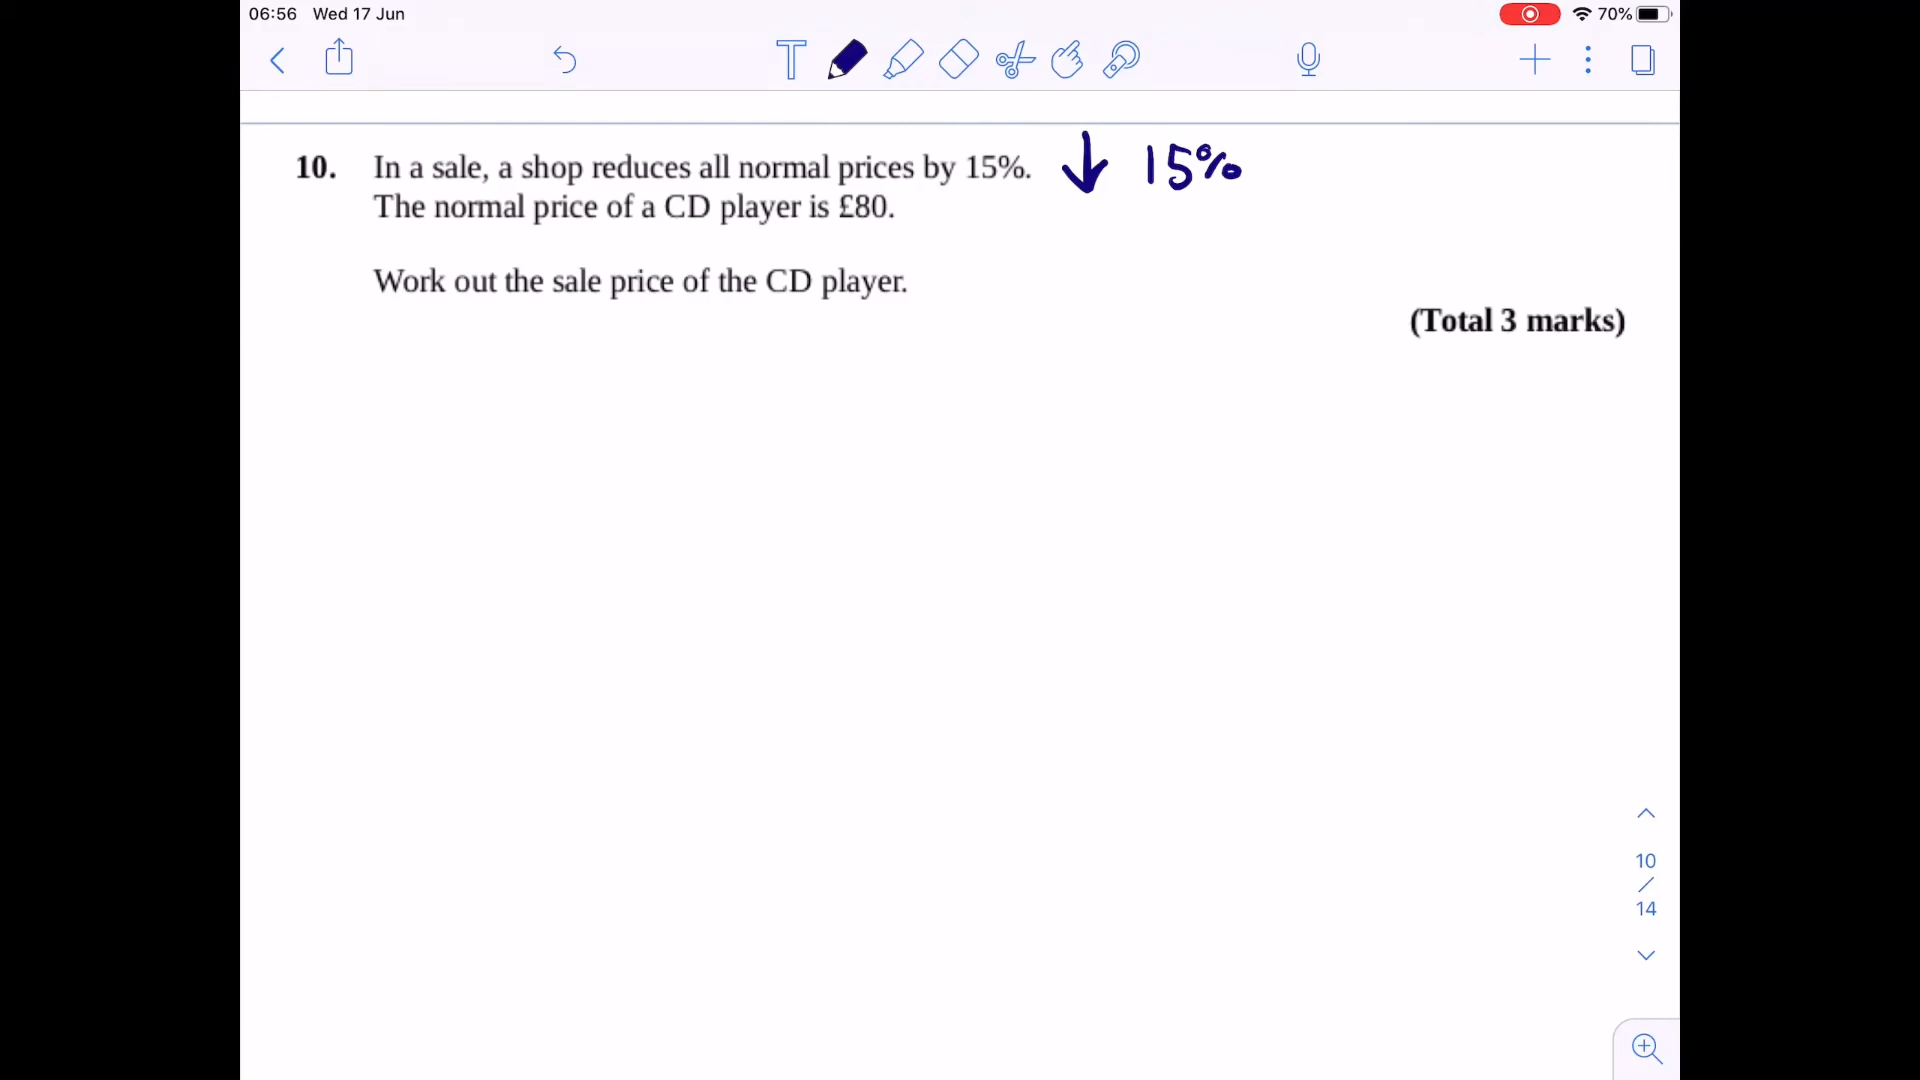 06:56 Wed 17 Jun
70%
T
10. In a sale, a shop reduces all normal prices by 15%. ↓ 15%
The normal price of a CD player is £80.
Work out the sale price of the CD player.
(Total 3 marks)
10
/
14